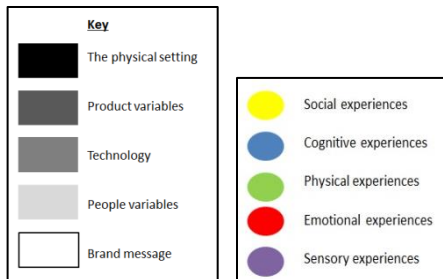 Key
The physical setting
Product variables
Technology
People variables
Brand message
Social experiences
Cognitive experiences
Physical experiences
Emotional experiences
Sensory experiences